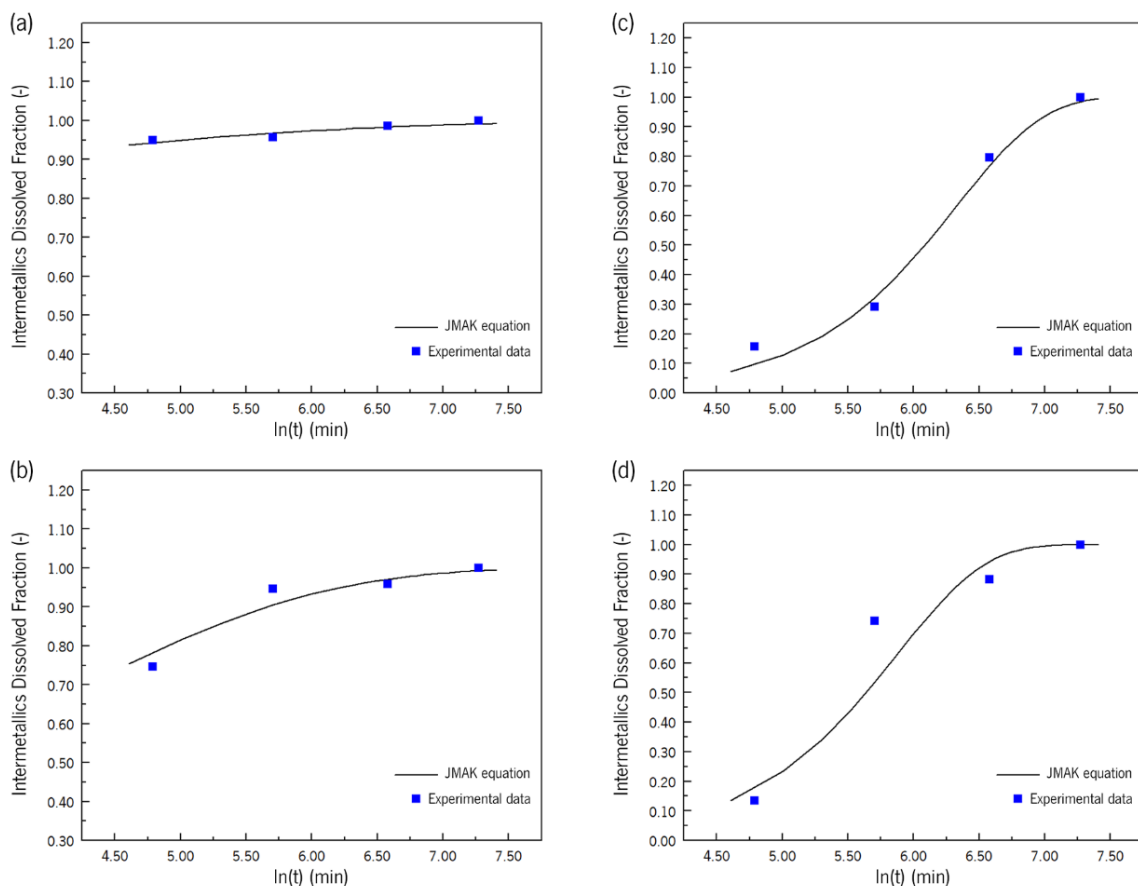 (a)
Intermetallics Dissolved Fraction (-)
1.20
1.10
1.00
0.90
0.80
0.70
0.60
0.50
0.40
0.30
JMAK equation
Experimental data
4.50 5.00 5.50 6.00 6.50 7.00 7.50
ln(t) (min)
(c)
Intermetallics Dissolved Fraction (-)
1.20
1.10
1.00
0.90
0.80
0.70
0.60
0.50
0.40
0.30
0.20
0.10
0.00
JMAK equation
Experimental data
4.50 5.00 5.50 6.00 6.50 7.00 7.50
ln(t) (min)
(b)
Intermetallics Dissolved Fraction (-)
1.20
1.10
1.00
0.90
0.80
0.70
0.60
0.50
0.40
0.30
JMAK equation
Experimental data
4.50 5.00 5.50 6.00 6.50 7.00 7.50
ln(t) (min)
(d)
Intermetallics Dissolved Fraction (-)
1.20
1.10
1.00
0.90
0.80
0.70
0.60
0.50
0.40
0.30
0.20
0.10
0.00
JMAK equation
Experimental data
4.50 5.00 5.50 6.00 6.50 7.00 7.50
ln(t) (min)